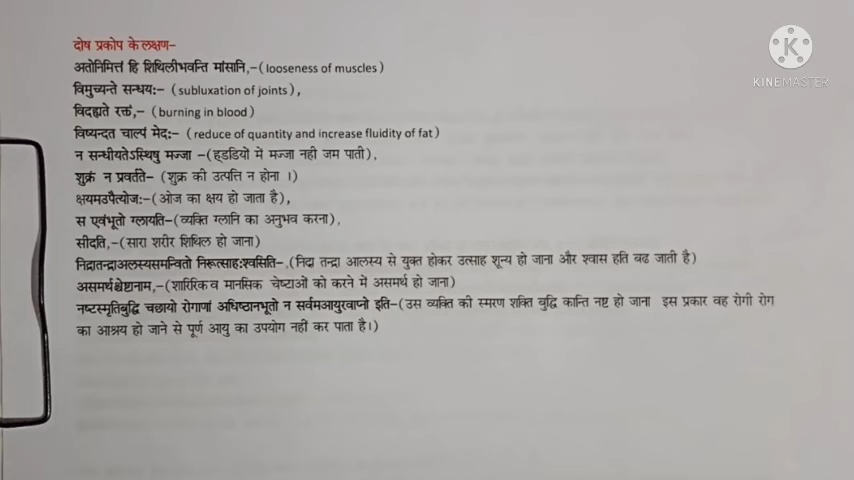 दोष प्रकोप के लक्षण–
अतोनिमित्तं हि शिथिलीभवन्ति मांसानि,–(looseness of muscles)
विमुच्यन्ते सन्धयः– (subluxation of joints),
विदह्यते रक्तं,– (burning in blood)
विष्यन्दत चाल्पं मेदः– (reduce of quantity and increase fluidity of fat)
न सन्धीयतेऽस्थिषु मज्जा –(हडडियों में मज्जा नही जम पाती),
शुक्रं न प्रवर्तते– (शुक्र की उत्पत्ति न होना ।)
क्षयमउपैत्योजः–(ओज का क्षय हो जाता है),
स एवंभूतो ग्लायति–(व्यक्ति ग्लानि का अनुभव करना),
सीदति,–(सारा शरीर शिथिल हो जाना)
निद्रातन्द्राअलस्यसमन्वितो निरूत्साहःश्वसिति–,(निदा तन्द्रा आलस्य से युक्त होकर उत्साह शून्य हो जाना और श्वास हति बढ जाती है)
असमर्थश्चेष्टानाम,–(शारिरिक व मानसिक चेष्टाओं को करने में असमर्थ हो जाना)
नष्टस्मृतिबुद्धि चछायो रोगाणां अधिष्ठानभूतो न सर्वमआयुरवाप्नो इति–(उस व्यक्ति की स्मरण शक्ति वुद्धि कान्ति नष्ट हो जाना इस प्रकार वह रोगी रोग
का आश्रय हो जाने से पूर्ण आयु का उपयोग नहीं कर पाता है।)
K
KINEMASTER